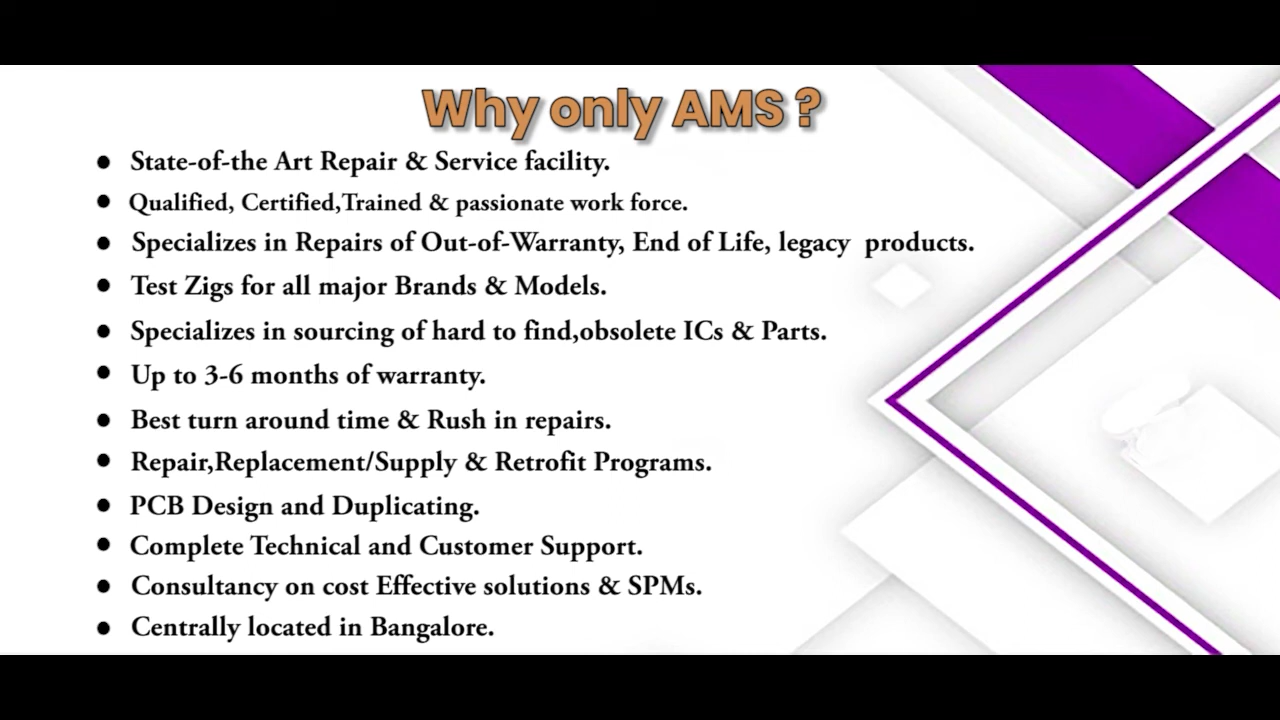 Why only AMS ?
● State-of-the Art Repair & Service facility.
● Qualified, Certified,Trained & passionate work force.
● Specializes in Repairs of Out-of-Warranty, End of Life, legacy  products.
● Test Zigs for all major Brands & Models.
● Specializes in sourcing of hard to find,obsolete ICs & Parts.
● Up to 3-6 months of warranty.
● Best turn around time & Rush in repairs.
● Repair,Replacement/Supply & Retrofit Programs.
● PCB Design and Duplicating.
● Complete Technical and Customer Support.
● Consultancy on cost Effective solutions & SPMs.
● Centrally located in Bangalore.